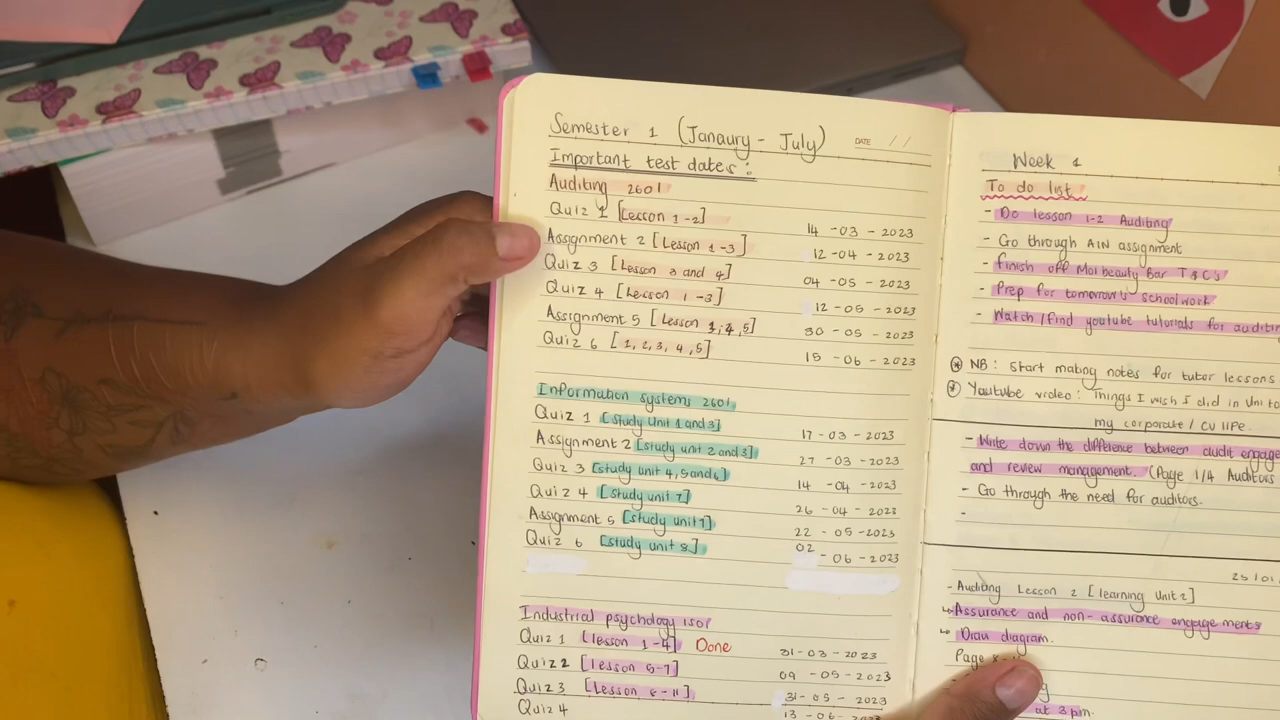 Semester 1 (Janaury - July)
DATE / /
Important test dates:
Auditing 2601
Quiz 1 [Lesson 1-2] 14-03-2023
Assignment 2 [Lesson 1-3] 12-04-2023
Quiz 3 [Lesson 3 and 4] 04-05-2023
Quiz 4 [Lesson 1-3] 12-05-2023
Assignment 5 [Lesson 3,4,5] 30-05-2023
Quiz 6 [1,2,3,4,5] 15-06-2023
Information systems 2601
Quiz 1 [Study Unit 1 and 3] 17-03-2023
Assignment 2 [study unit 2 and 3] 27-03-2023
Quiz 3 [study unit 4, 5 and 6] 14-04-2023
Quiz 4 [Study unit 7] 26-04-2023
Assignment 5 [study unit 7] 22-05-2023
Quiz 6 [study unit 8] 02-06-2023
Industrial psychology 1501
Quiz 1 [lesson 1-4] Done 31-03-2023
Quiz 2 [lesson 5-7] 09-05-2023
Quiz 3 [Lesson 8-11] 31-05-2023
Quiz 4 13-06-2023
Week 1
To do list
- Do lesson 1-2 Auditing
- Go through AIN assignment
- Finish off Moi beauty Bar T&C's
- Prep for tomorrow's schoolwork
- Watch/find youtube tutorials for
* NB: Start making notes for tutor lessons
* Youtube video: Things I wish I did in Uni to
my corporate/CV life.
- Write down the difference between audit engage
and review management. (Page 1/4 Auditors
- Go through the need for auditors.
-
25/01
- Auditing Lesson 2 [learning unit 2]
↳ Assurance and non-assurance engagements
↳ Draw diagram.
Page
at 3 pm.